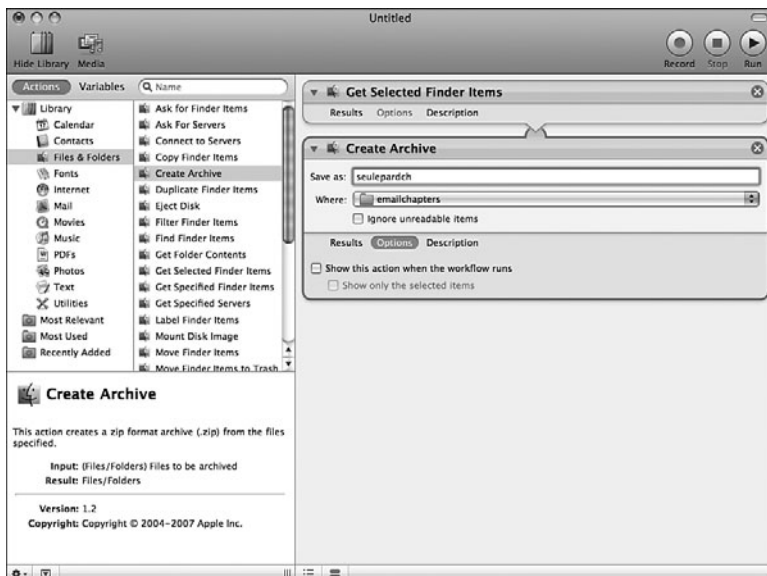 Untitled
Hide Library Media
Record Stop Run
Actions Variables Name
Library
Calendar
Contacts
Files & Folders
Fonts
Internet
Mail
Movies
Music
PDFs
Photos
Text
Utilities
Most Relevant
Most Used
Recently Added
Ask for Finder Items
Ask For Servers
Connect to Servers
Copy Finder Items
Create Archive
Duplicate Finder Items
Eject Disk
Filter Finder Items
Find Finder Items
Get Folder Contents
Get Selected Finder Items
Get Specified Finder Items
Get Specified Servers
Label Finder Items
Mount Disk Image
Move Finder Items
Move Finder Items to Trash
Create Archive
This action creates a zip format archive (.zip) from the files
specified.
Input: (Files/Folders) Files to be archived
Result: Files/Folders
Version: 1.2
Copyright: Copyright © 2004–2007 Apple Inc.
Get Selected Finder Items
Results Options Description
Create Archive
Save as: seulepardch
Where: emailchapters
Ignore unreadable items
Results Options Description
Show this action when the workflow runs
Show only the selected items